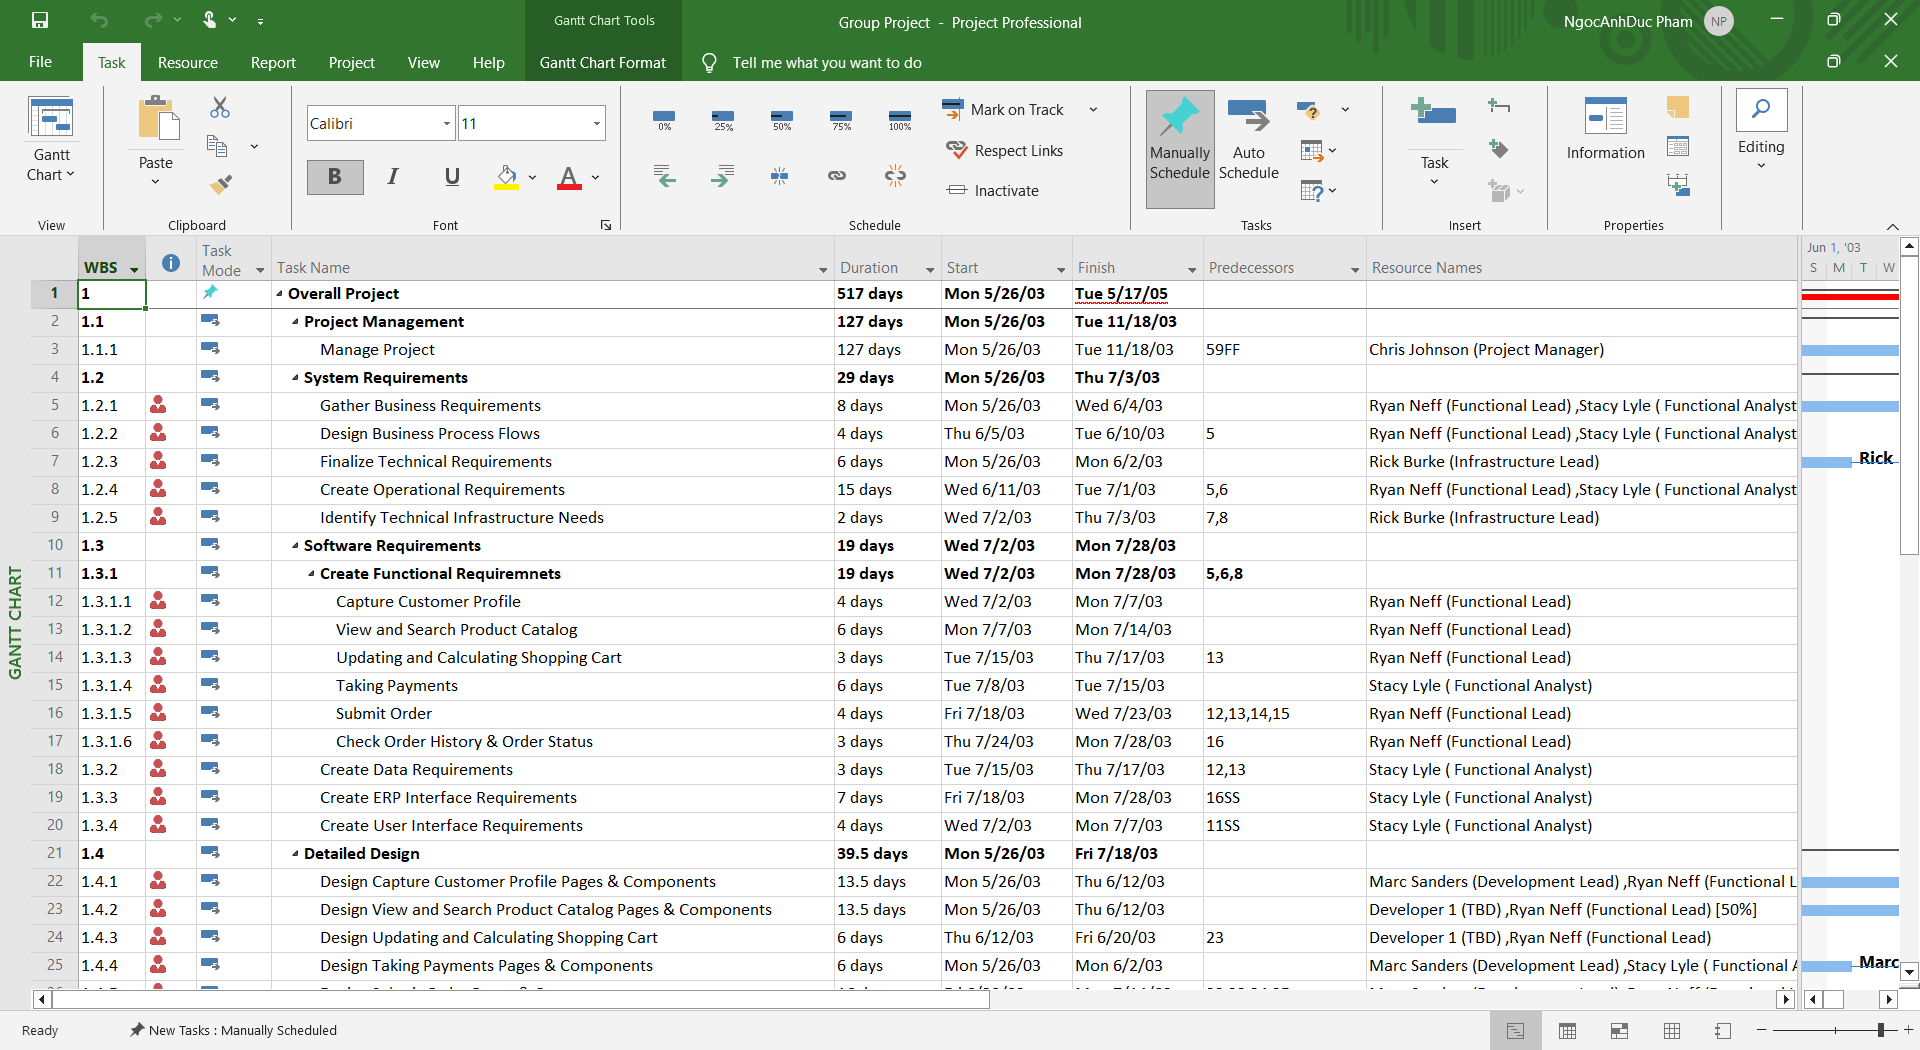 Gantt Chart Tools
Group Project - Project Professional
NgocAnhDuc Pham NP
File Task Resource Report Project View Help Gantt Chart Format Tell me what you want to do
Gantt Chart
View
Paste
Clipboard
Calibri 11
B I U A
Font
0% 25% 50% 75% 100%
Mark on Track
Respect Links
Inactivate
Schedule
Manually Schedule
Auto Schedule
Tasks
Task
Insert
Information
Properties
Editing
WBS Task Mode Task Name Duration Start Finish Predecessors Resource Names
Jun 1, '03
S M T W
GANTT CHART
1 1 Overall Project 517 days Mon 5/26/03 Tue 5/17/05
2 1.1 Project Management 127 days Mon 5/26/03 Tue 11/18/03
3 1.1.1 Manage Project 127 days Mon 5/26/03 Tue 11/18/03 59FF Chris Johnson (Project Manager)
4 1.2 System Requirements 29 days Mon 5/26/03 Thu 7/3/03
5 1.2.1 Gather Business Requirements 8 days Mon 5/26/03 Wed 6/4/03 Ryan Neff (Functional Lead) ,Stacy Lyle ( Functional Analyst
6 1.2.2 Design Business Process Flows 4 days Thu 6/5/03 Tue 6/10/03 5 Ryan Neff (Functional Lead) ,Stacy Lyle ( Functional Analyst
7 1.2.3 Finalize Technical Requirements 6 days Mon 5/26/03 Mon 6/2/03 Rick Burke (Infrastructure Lead) Rick
8 1.2.4 Create Operational Requirements 15 days Wed 6/11/03 Tue 7/1/03 5,6 Ryan Neff (Functional Lead) ,Stacy Lyle ( Functional Analyst
9 1.2.5 Identify Technical Infrastructure Needs 2 days Wed 7/2/03 Thu 7/3/03 7,8 Rick Burke (Infrastructure Lead)
10 1.3 Software Requirements 19 days Wed 7/2/03 Mon 7/28/03
11 1.3.1 Create Functional Requiremnets 19 days Wed 7/2/03 Mon 7/28/03 5,6,8
12 1.3.1.1 Capture Customer Profile 4 days Wed 7/2/03 Mon 7/7/03 Ryan Neff (Functional Lead)
13 1.3.1.2 View and Search Product Catalog 6 days Mon 7/7/03 Mon 7/14/03 Ryan Neff (Functional Lead)
14 1.3.1.3 Updating and Calculating Shopping Cart 3 days Tue 7/15/03 Thu 7/17/03 13 Ryan Neff (Functional Lead)
15 1.3.1.4 Taking Payments 6 days Tue 7/8/03 Tue 7/15/03 Stacy Lyle ( Functional Analyst)
16 1.3.1.5 Submit Order 4 days Fri 7/18/03 Wed 7/23/03 12,13,14,15 Ryan Neff (Functional Lead)
17 1.3.1.6 Check Order History & Order Status 3 days Thu 7/24/03 Mon 7/28/03 16 Ryan Neff (Functional Lead)
18 1.3.2 Create Data Requirements 3 days Tue 7/15/03 Thu 7/17/03 12,13 Stacy Lyle ( Functional Analyst)
19 1.3.3 Create ERP Interface Requirements 7 days Fri 7/18/03 Mon 7/28/03 16SS Stacy Lyle ( Functional Analyst)
20 1.3.4 Create User Interface Requirements 4 days Wed 7/2/03 Mon 7/7/03 11SS Stacy Lyle ( Functional Analyst)
21 1.4 Detailed Design 39.5 days Mon 5/26/03 Fri 7/18/03
22 1.4.1 Design Capture Customer Profile Pages & Components 13.5 days Mon 5/26/03 Thu 6/12/03 Marc Sanders (Development Lead) ,Ryan Neff (Functional L
23 1.4.2 Design View and Search Product Catalog Pages & Components 13.5 days Mon 5/26/03 Thu 6/12/03 Developer 1 (TBD) ,Ryan Neff (Functional Lead) [50%]
24 1.4.3 Design Updating and Calculating Shopping Cart 6 days Thu 6/12/03 Fri 6/20/03 23 Developer 1 (TBD) ,Ryan Neff (Functional Lead)
25 1.4.4 Design Taking Payments Pages & Components 6 days Mon 5/26/03 Mon 6/2/03 Marc Sanders (Development Lead) ,Stacy Lyle ( Functional A Marc
Ready New Tasks : Manually Scheduled